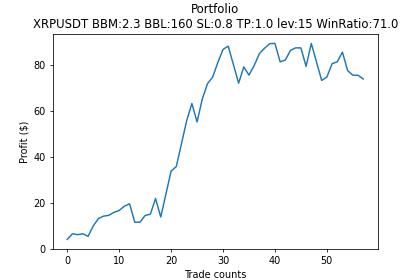 Portfolio
XRPUSDT BBM:2.3 BBL:160 SL:0.8 TP:1.0 lev:15 WinRatio:71.0
Profit ($)
80
60
40
20
0
0 10 20 30 40 50
Trade counts